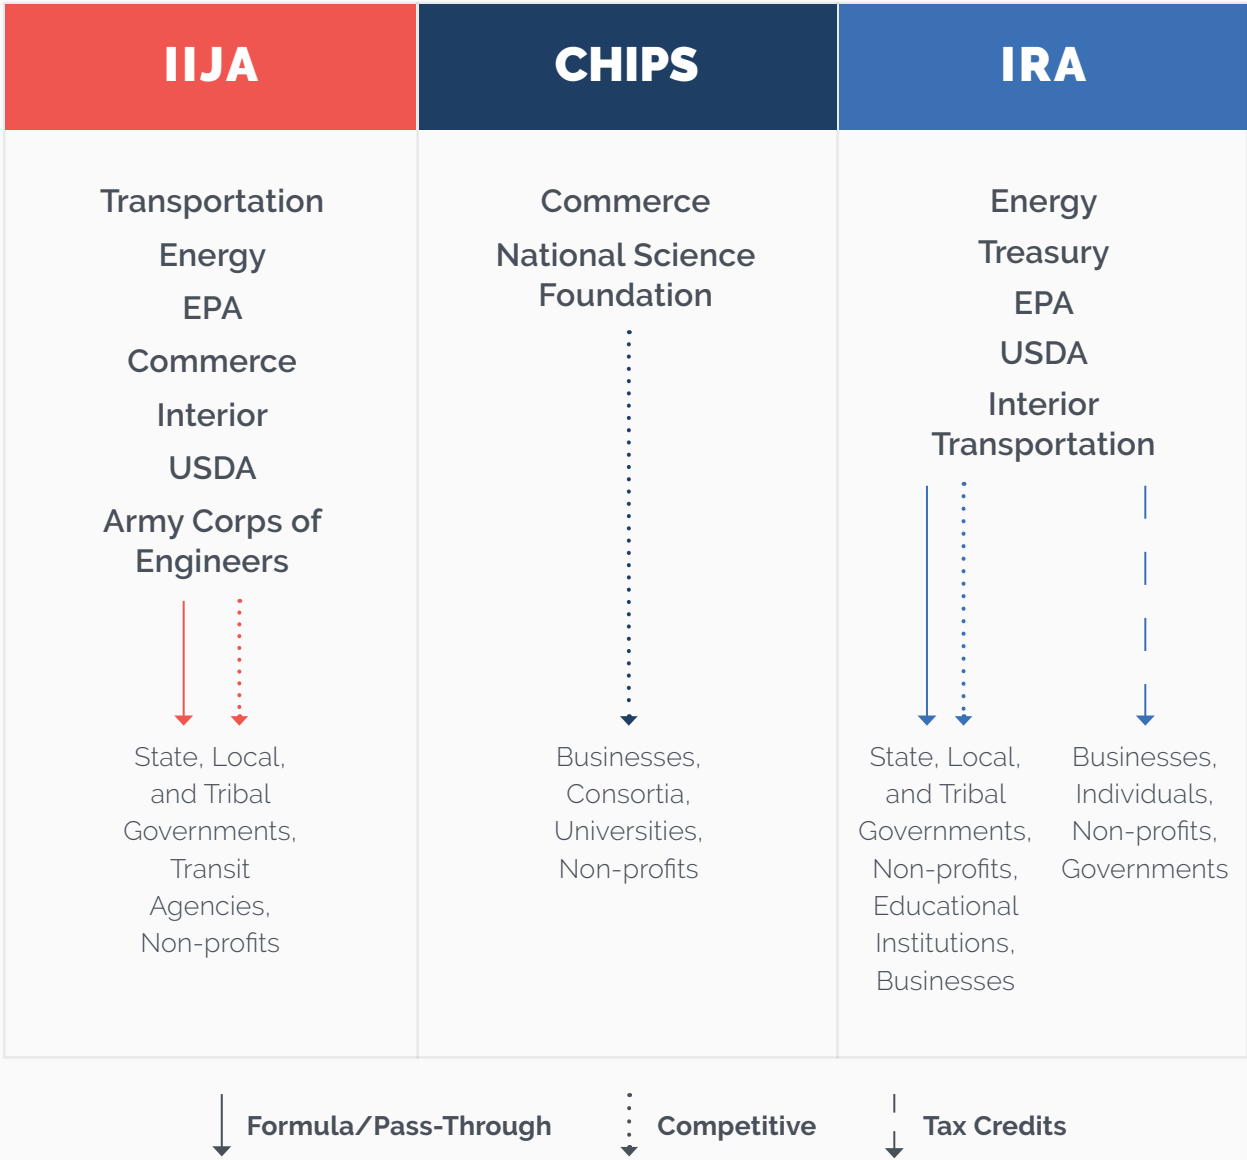 IIJA
Transportation
Energy
EPA
Commerce
Interior
USDA
Army Corps of
Engineers
State, Local,
and Tribal
Governments,
Transit
Agencies,
Non-profits
CHIPS
Commerce
National Science
Foundation
Businesses,
Consortia,
Universities,
Non-profits
IRA
Energy
Treasury
EPA
USDA
Interior
Transportation
State, Local,
and Tribal
Governments,
Non-profits,
Educational
Institutions,
Businesses
Businesses,
Individuals,
Non-profits,
Governments
Formula/Pass-Through
Competitive
Tax Credits